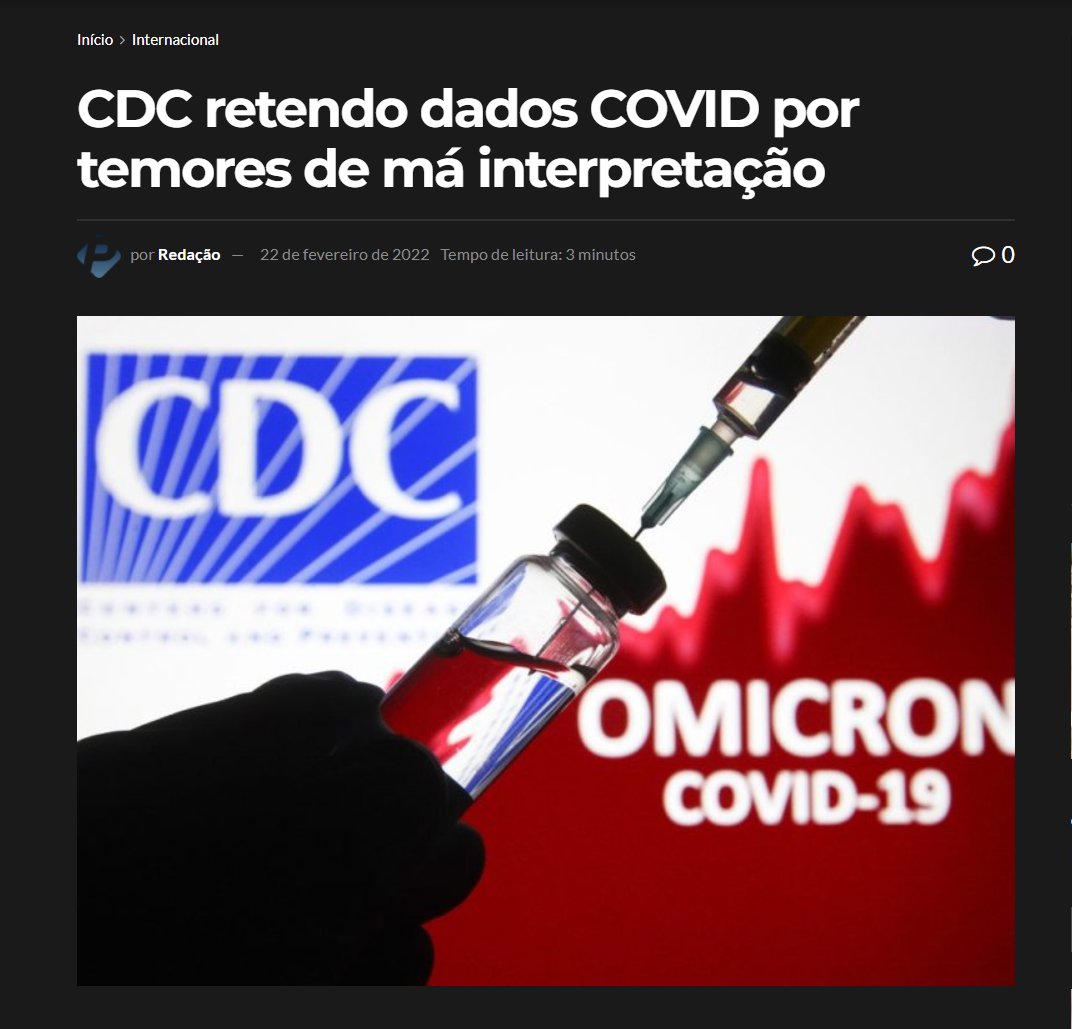 Início > Internacional
CDC retendo dados COVID por
temores de má interpretação
por Redação — 22 de fevereiro de 2022 Tempo de leitura: 3 minutos
0
CDC
OMICRON
COVID-19